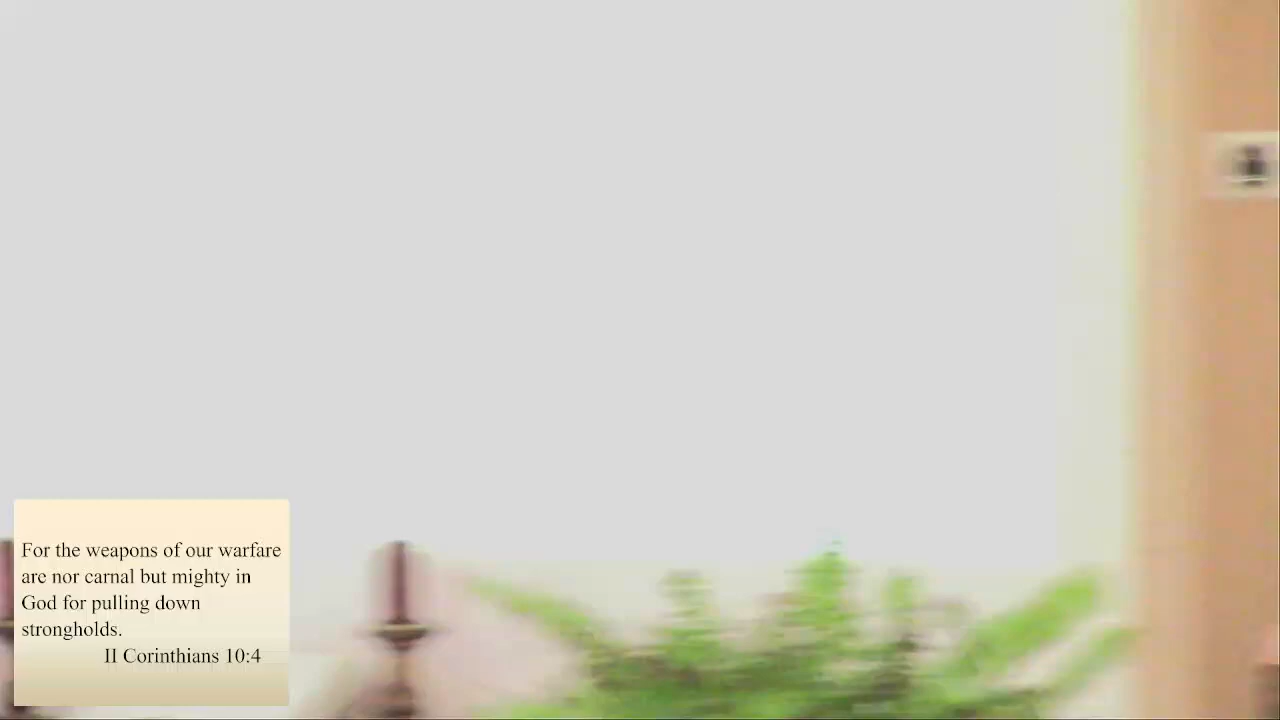 For the weapons of our warfare
are nor carnal but mighty in
God for pulling down
strongholds.
II Corinthians 10:4